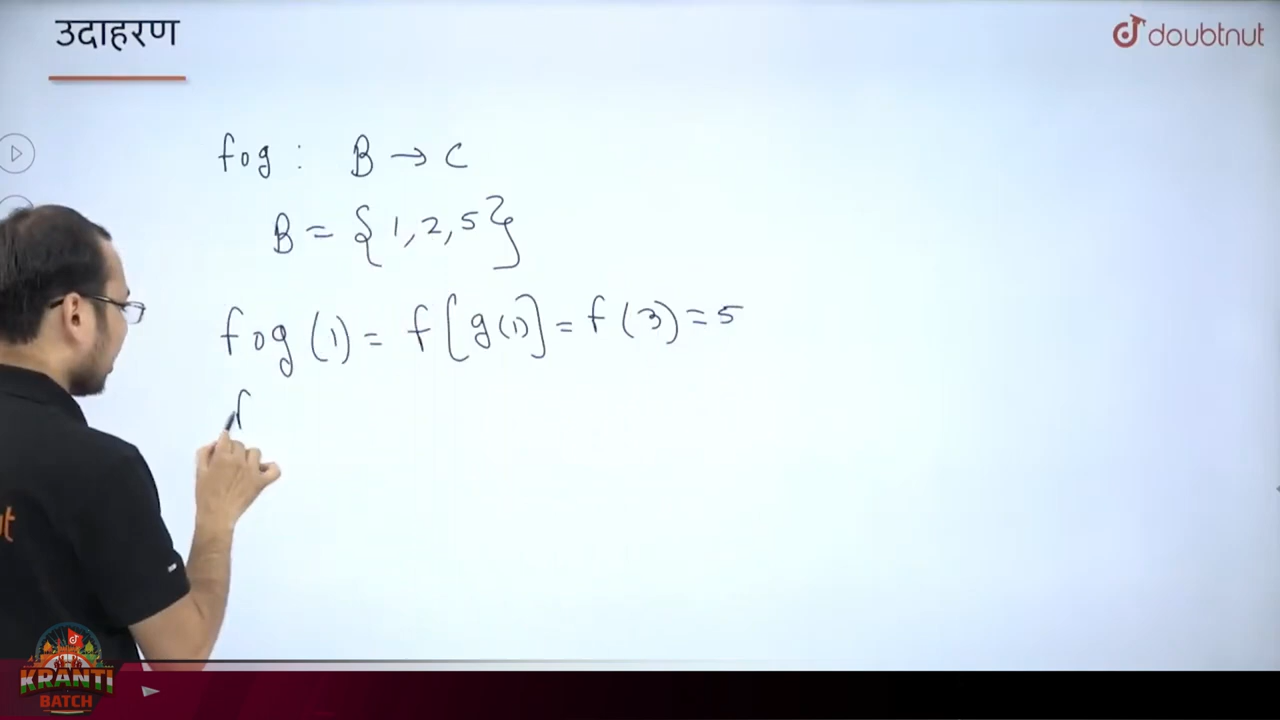 उदाहरण
doubtnut
fog : B → C
B = {1, 2, 5}
fog (1) = f[g(1)] = f(3) = 5
f
KRANTI
BATCH